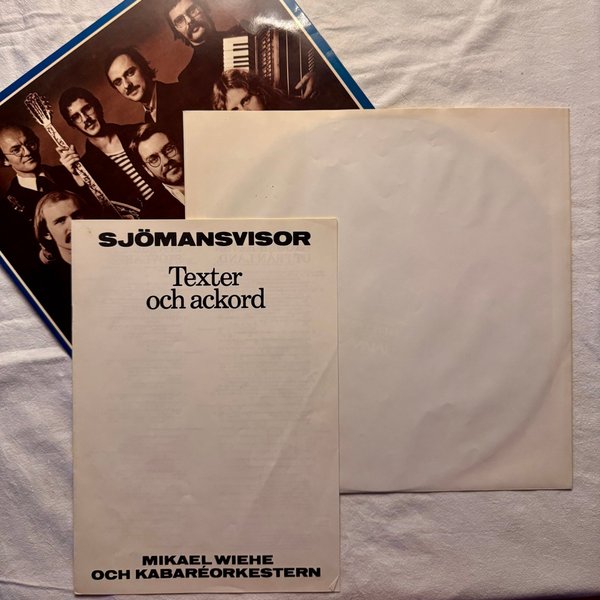 SJÖMANSVISOR
Texter
och ackord
MIKAEL WIEHE
OCH KABARÉORKESTERN